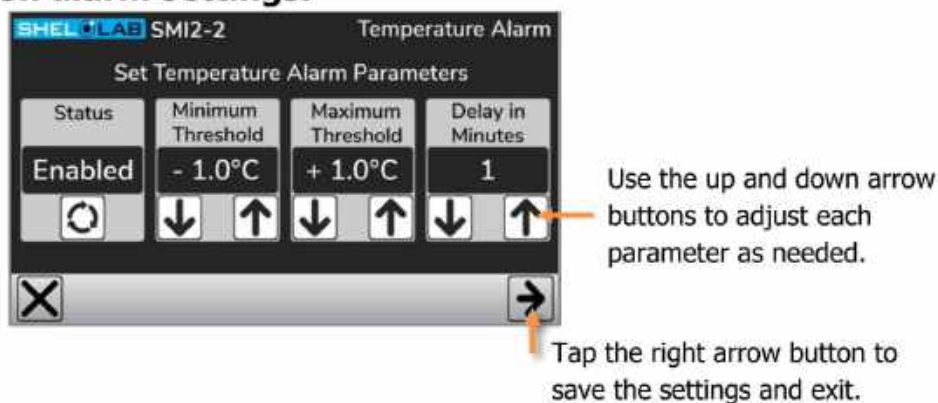 alarm settings.
SHEL LAB SMI2-2 Temperature Alarm
Set Temperature Alarm Parameters
Status
Minimum
Threshold
Maximum
Threshold
Delay in
Minutes
Enabled
- 1.0°C
+ 1.0°C
1
Use the up and down arrow
buttons to adjust each
parameter as needed.
Tap the right arrow button to
save the settings and exit.